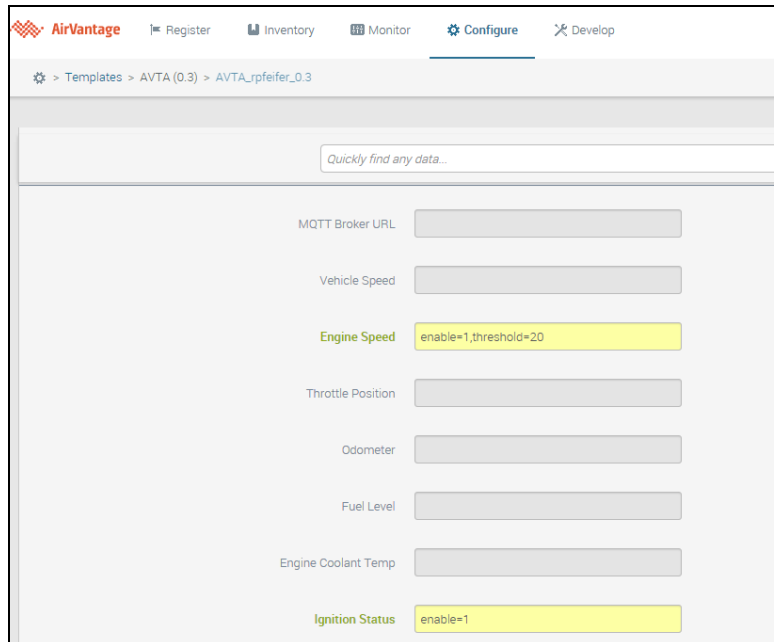 AirVantage Register Inventory Monitor Configure Develop
> Templates > AVTA (0.3) > AVTA_rpfeifer_0.3
Quickly find any data...
MQTT Broker URL
Vehicle Speed
Engine Speed enable=1,threshold=20
Throttle Position
Odometer
Fuel Level
Engine Coolant Temp
Ignition Status enable=1